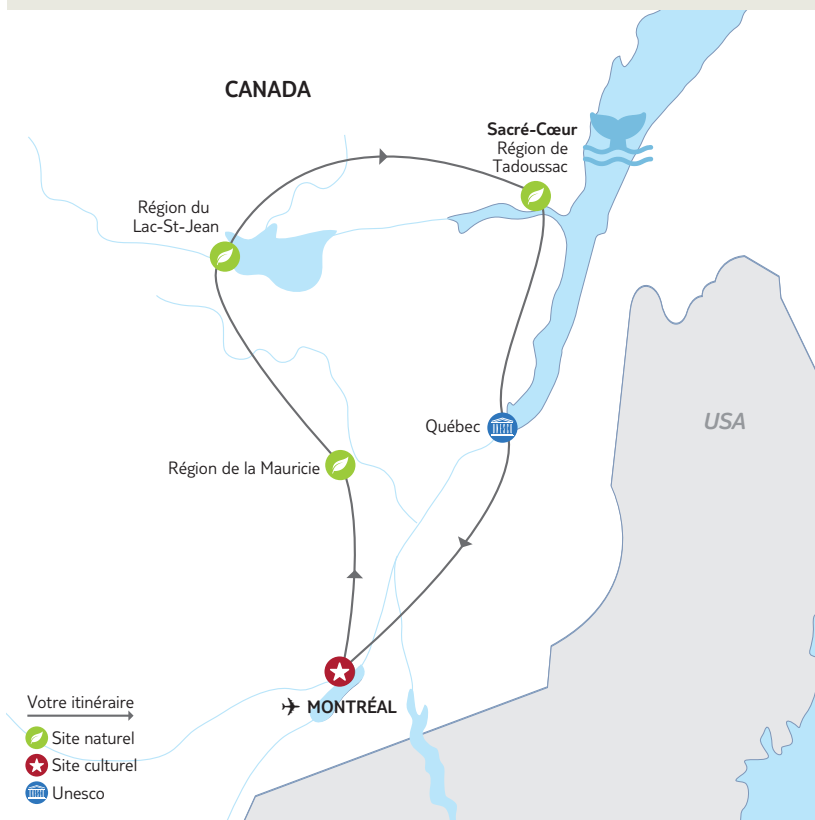 CANADA
Sacré-Cœur
Région de
Tadoussac
Région du
Lac-St-Jean
Québec
USA
Région de la Mauricie
MONTRÉAL
Votre itinéraire
Site naturel
Site culturel
Unesco